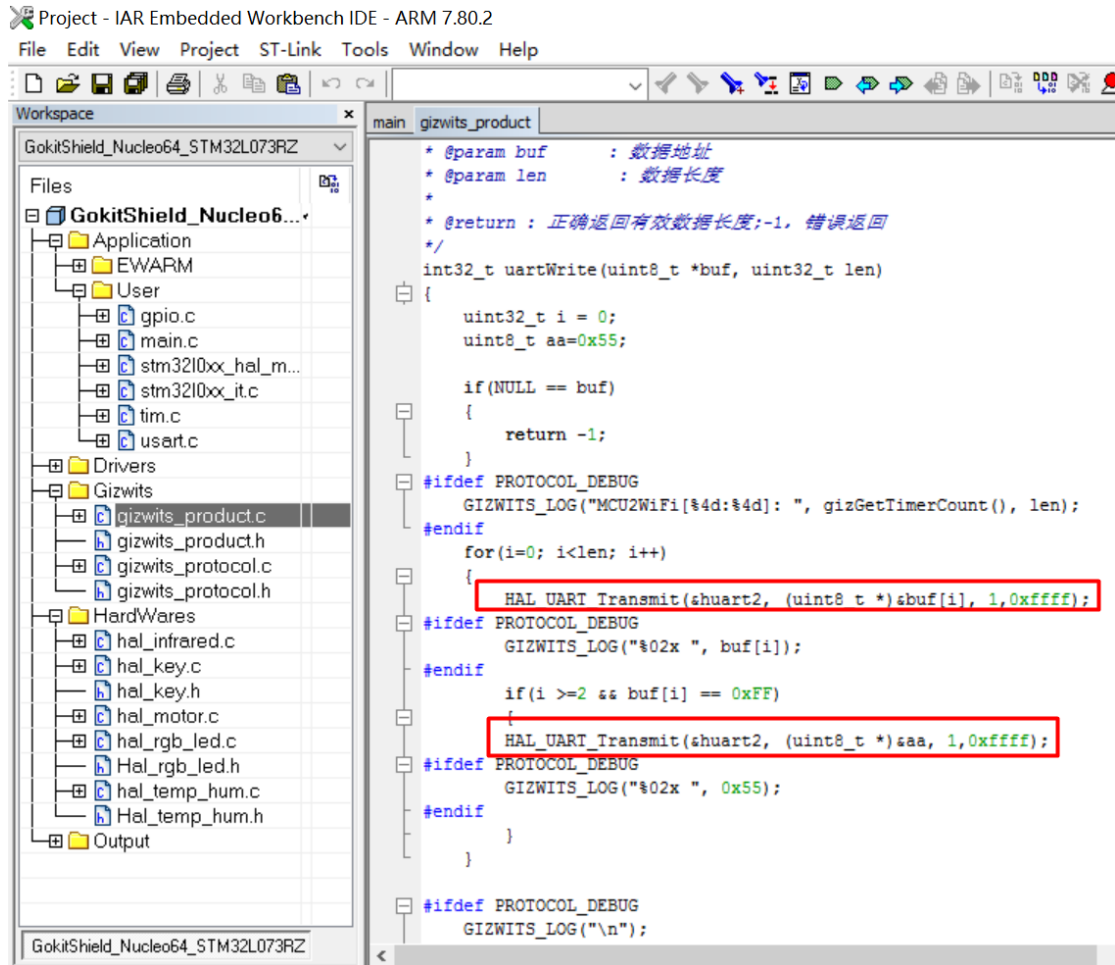 Project - IAR Embedded Workbench IDE - ARM 7.80.2
File Edit View Project ST-Link Tools Window Help
Workspace
GokitShield_Nucleo64_STM32L073RZ
Files
GokitShield_Nucleo6...
Application
EWARM
User
gpio.c
main.c
stm32l0xx_hal_m...
stm32l0xx_it.c
tim.c
usart.c
Drivers
Gizwits
gizwits_product.c
gizwits_product.h
gizwits_protocol.c
gizwits_protocol.h
HardWares
hal_infrared.c
hal_key.c
hal_key.h
hal_motor.c
hal_rgb_led.c
Hal_rgb_led.h
hal_temp_hum.c
Hal_temp_hum.h
Output
GokitShield_Nucleo64_STM32L073RZ
main gizwits_product
* @param buf : 数据地址
* @param len : 数据长度
*
* @return : 正确返回有效数据长度;-1，错误返回
*/
int32_t uartWrite(uint8_t *buf, uint32_t len)
{
uint32_t i = 0;
uint8_t aa=0x55;
if(NULL == buf)
{
return -1;
}
#ifdef PROTOCOL_DEBUG
GIZWITS_LOG("MCU2WiFi[%4d:%4d]: ", gizGetTimerCount(), len);
#endif
for(i=0; i<len; i++)
{
HAL_UART_Transmit(&huart2, (uint8_t *)&buf[i], 1,0xffff);
#ifdef PROTOCOL_DEBUG
GIZWITS_LOG("%02x ", buf[i]);
#endif
if(i >=2 && buf[i] == 0xFF)
{
HAL_UART_Transmit(&huart2, (uint8_t *)&aa, 1,0xffff);
#ifdef PROTOCOL_DEBUG
GIZWITS_LOG("%02x ", 0x55);
#endif
}
}
#ifdef PROTOCOL_DEBUG
GIZWITS_LOG("\n");